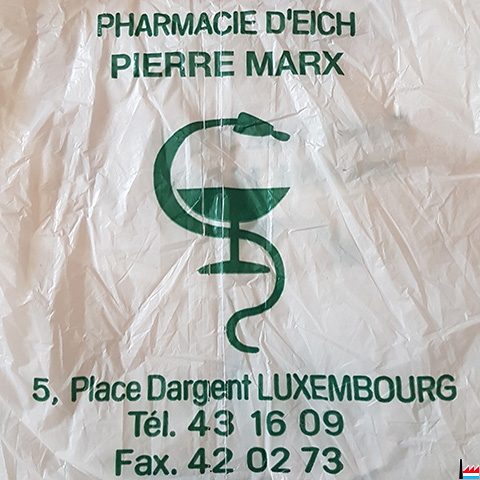 PHARMACIE D'EICH
PIERRE MARX
5, Place Dargent LUXEMBOURG
Tél. 43 16 09
Fax. 42 02 73